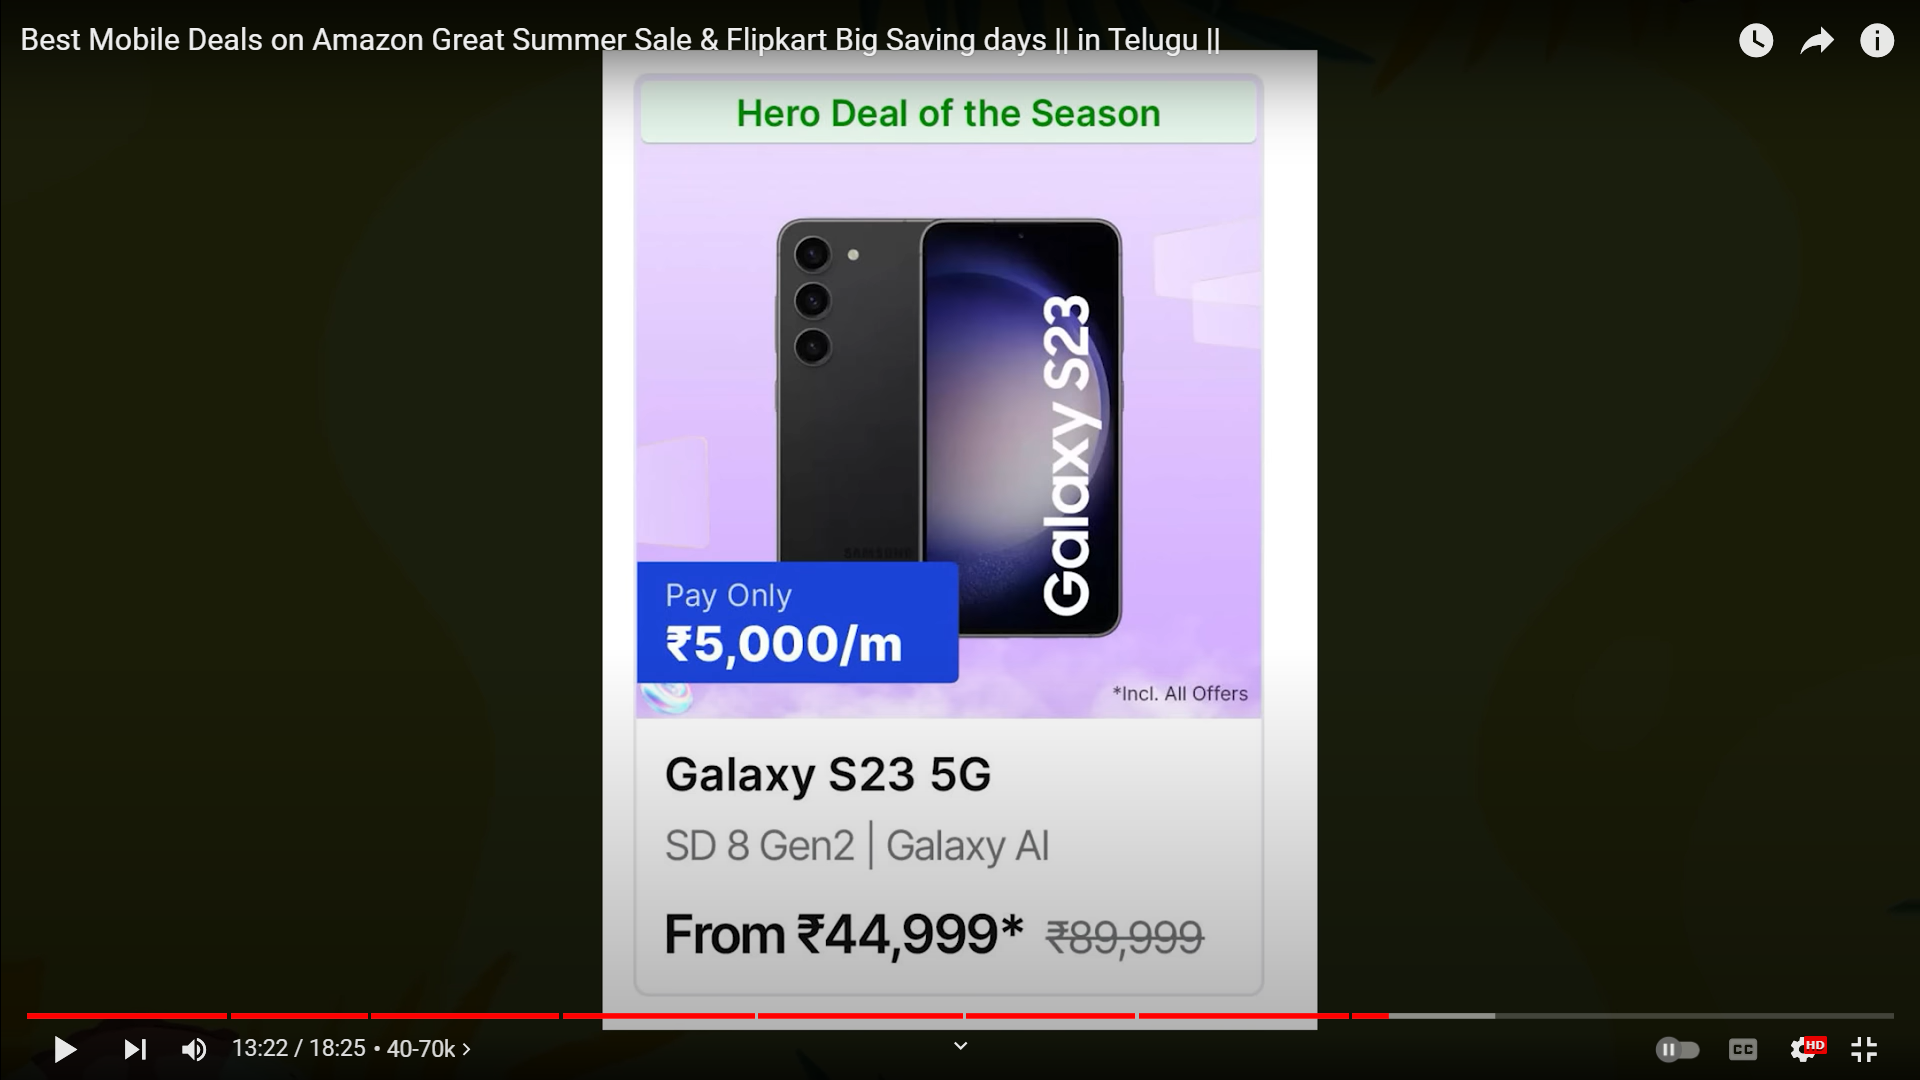 Best Mobile Deals on Amazon Great Summer Sale & Flipkart Big Saving days || in Telugu ||
Hero Deal of the Season
Galaxy S23
SAMSUNG
Pay Only
₹5,000/m
*Incl. All Offers
Galaxy S23 5G
SD 8 Gen2 | Galaxy AI
From ₹44,999* ₹89,999
13:22 / 18:25 • 40-70k ›
CC
HD